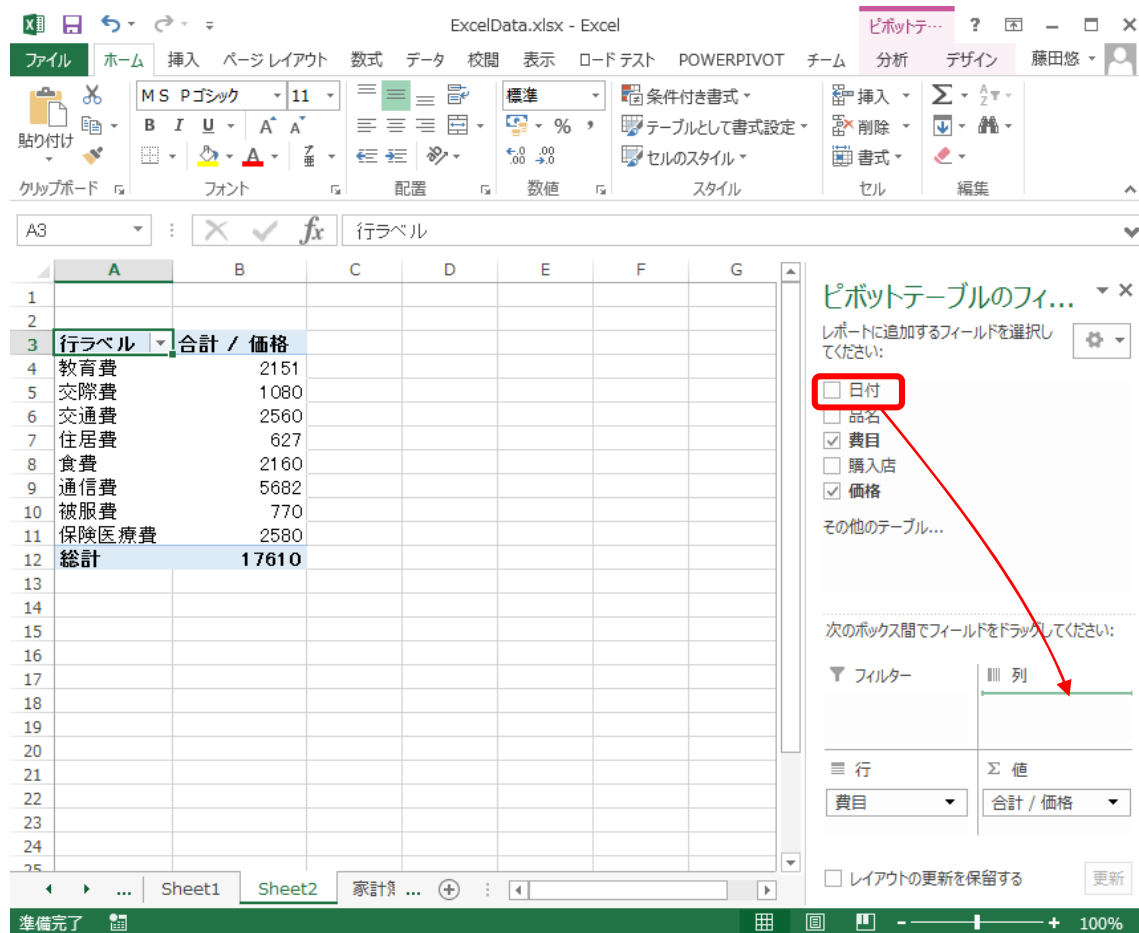 ExcelData.xlsx - Excel
ピボットテ…
?
ファイル ホーム 挿入 ページ レイアウト 数式 データ 校閲 表示 ロード テスト POWERPIVOT チーム 分析 デザイン 藤田悠
貼り付け
ＭＳ Ｐゴシック 11
B I U A A
A 亜
標準
% ,
条件付き書式
テーブルとして書式設定
セルのスタイル
挿入
削除
書式
Σ
クリップボード フォント 配置 数値 スタイル セル 編集
A3 fx 行ラベル
A B C D E F G
1
2
3 行ラベル 合計 / 価格
4 教育費 2151
5 交際費 1080
6 交通費 2560
7 住居費 627
8 食費 2160
9 通信費 5682
10 被服費 770
11 保険医療費 2580
12 総計 17610
13
14
15
16
17
18
19
20
21
22
23
24
25
ピボットテーブルのフィ...
レポートに追加するフィールドを選択し
てください:
日付
品名
費目
購入店
価格
その他のテーブル...
次のボックス間でフィールドをドラッグしてください:
フィルター
列
行
Σ 値
費目
合計 / 価格
レイアウトの更新を保留する 更新
... Sheet1 Sheet2 家計 ...
準備完了 100%